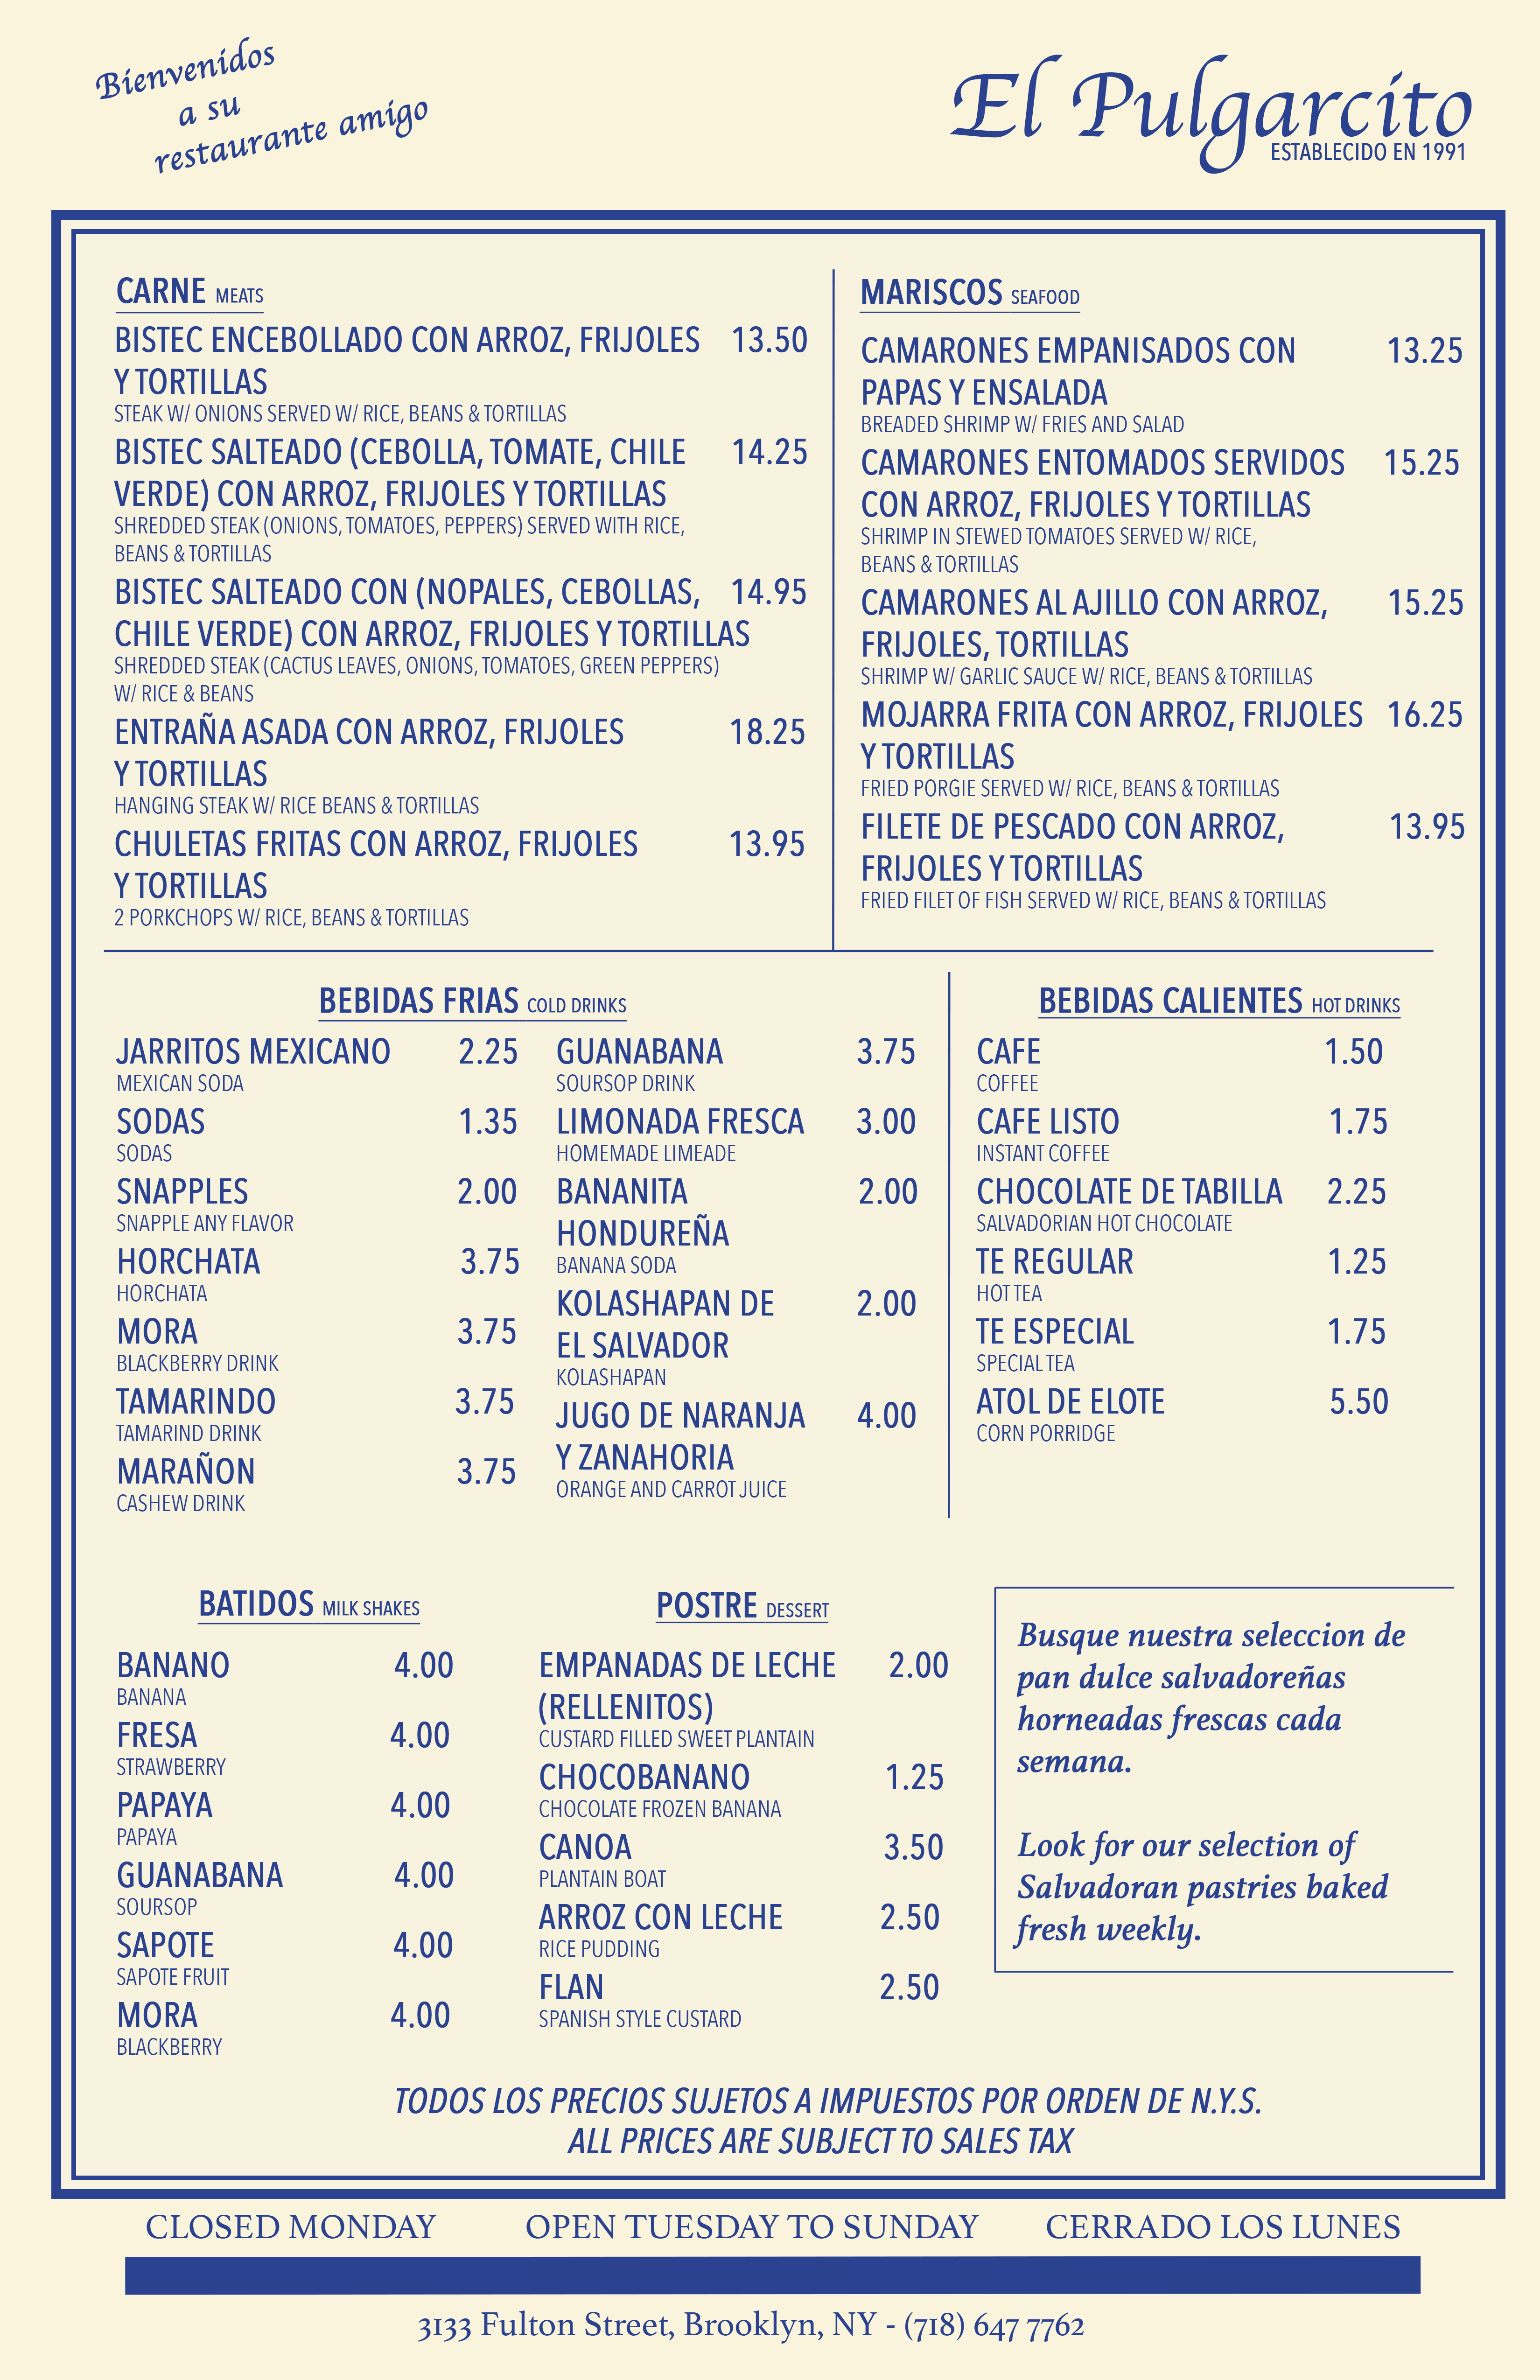 Bienvenidos
a su
restaurante amigo
El Pulgarcito
ESTABLECIDO EN 1991
CARNE MEATS
BISTEC ENCEBOLLADO CON ARROZ, FRIJOLES 13.50
Y TORTILLAS
STEAK W/ ONIONS SERVED W/ RICE, BEANS & TORTILLAS
BISTEC SALTEADO (CEBOLLA, TOMATE, CHILE 14.25
VERDE) CON ARROZ, FRIJOLES Y TORTILLAS
SHREDDED STEAK (ONIONS, TOMATOES, PEPPERS) SERVED WITH RICE,
BEANS & TORTILLAS
BISTEC SALTEADO CON (NOPALES, CEBOLLAS, 14.95
CHILE VERDE) CON ARROZ, FRIJOLES Y TORTILLAS
SHREDDED STEAK (CACTUS LEAVES, ONIONS, TOMATOES, GREEN PEPPERS)
W/ RICE & BEANS
ENTRAÑA ASADA CON ARROZ, FRIJOLES 18.25
Y TORTILLAS
HANGING STEAK W/ RICE BEANS & TORTILLAS
CHULETAS FRITAS CON ARROZ, FRIJOLES 13.95
Y TORTILLAS
2 PORKCHOPS W/ RICE, BEANS & TORTILLAS
MARISCOS SEAFOOD
CAMARONES EMPANISADOS CON 13.25
PAPAS Y ENSALADA
BREADED SHRIMP W/ FRIES AND SALAD
CAMARONES ENTOMADOS SERVIDOS 15.25
CON ARROZ, FRIJOLES Y TORTILLAS
SHRIMP IN STEWED TOMATOES SERVED W/ RICE,
BEANS & TORTILLAS
CAMARONES AL AJILLO CON ARROZ, 15.25
FRIJOLES, TORTILLAS
SHRIMP W/ GARLIC SAUCE W/ RICE, BEANS & TORTILLAS
MOJARRA FRITA CON ARROZ, FRIJOLES 16.25
Y TORTILLAS
FRIED PORGIE SERVED W/ RICE, BEANS & TORTILLAS
FILETE DE PESCADO CON ARROZ, 13.95
FRIJOLES Y TORTILLAS
FRIED FILET OF FISH SERVED W/ RICE, BEANS & TORTILLAS
BEBIDAS FRIAS COLD DRINKS
JARRITOS MEXICANO 2.25
MEXICAN SODA
SODAS 1.35
SODAS
SNAPPLES 2.00
SNAPPLE ANY FLAVOR
HORCHATA 3.75
HORCHATA
MORA 3.75
BLACKBERRY DRINK
TAMARINDO 3.75
TAMARIND DRINK
MARAÑON 3.75
CASHEW DRINK
GUANABANA 3.75
SOURSOP DRINK
LIMONADA FRESCA 3.00
HOMEMADE LIMEADE
BANANITA 2.00
HONDUREÑA
BANANA SODA
KOLASHAPAN DE 2.00
EL SALVADOR
KOLASHAPAN
JUGO DE NARANJA 4.00
Y ZANAHORIA
ORANGE AND CARROT JUICE
BEBIDAS CALIENTES HOT DRINKS
CAFE 1.50
COFFEE
CAFE LISTO 1.75
INSTANT COFFEE
CHOCOLATE DE TABILLA 2.25
SALVADORIAN HOT CHOCOLATE
TE REGULAR 1.25
HOT TEA
TE ESPECIAL 1.75
SPECIAL TEA
ATOL DE ELOTE 5.50
CORN PORRIDGE
BATIDOS MILK SHAKES
BANANO 4.00
BANANA
FRESA 4.00
STRAWBERRY
PAPAYA 4.00
PAPAYA
GUANABANA 4.00
SOURSOP
SAPOTE 4.00
SAPOTE FRUIT
MORA 4.00
BLACKBERRY
POSTRE DESSERT
EMPANADAS DE LECHE 2.00
(RELLENITOS)
CUSTARD FILLED SWEET PLANTAIN
CHOCOBANANO 1.25
CHOCOLATE FROZEN BANANA
CANOA 3.50
PLANTAIN BOAT
ARROZ CON LECHE 2.50
RICE PUDDING
FLAN 2.50
SPANISH STYLE CUSTARD
Busque nuestra seleccion de
pan dulce salvadoreñas
horneadas frescas cada
semana.
Look for our selection of
Salvadoran pastries baked
fresh weekly.
TODOS LOS PRECIOS SUJETOS A IMPUESTOS POR ORDEN DE N.Y.S.
ALL PRICES ARE SUBJECT TO SALES TAX
CLOSED MONDAY OPEN TUESDAY TO SUNDAY CERRADO LOS LUNES
3133 Fulton Street, Brooklyn, NY - (718) 647 7762